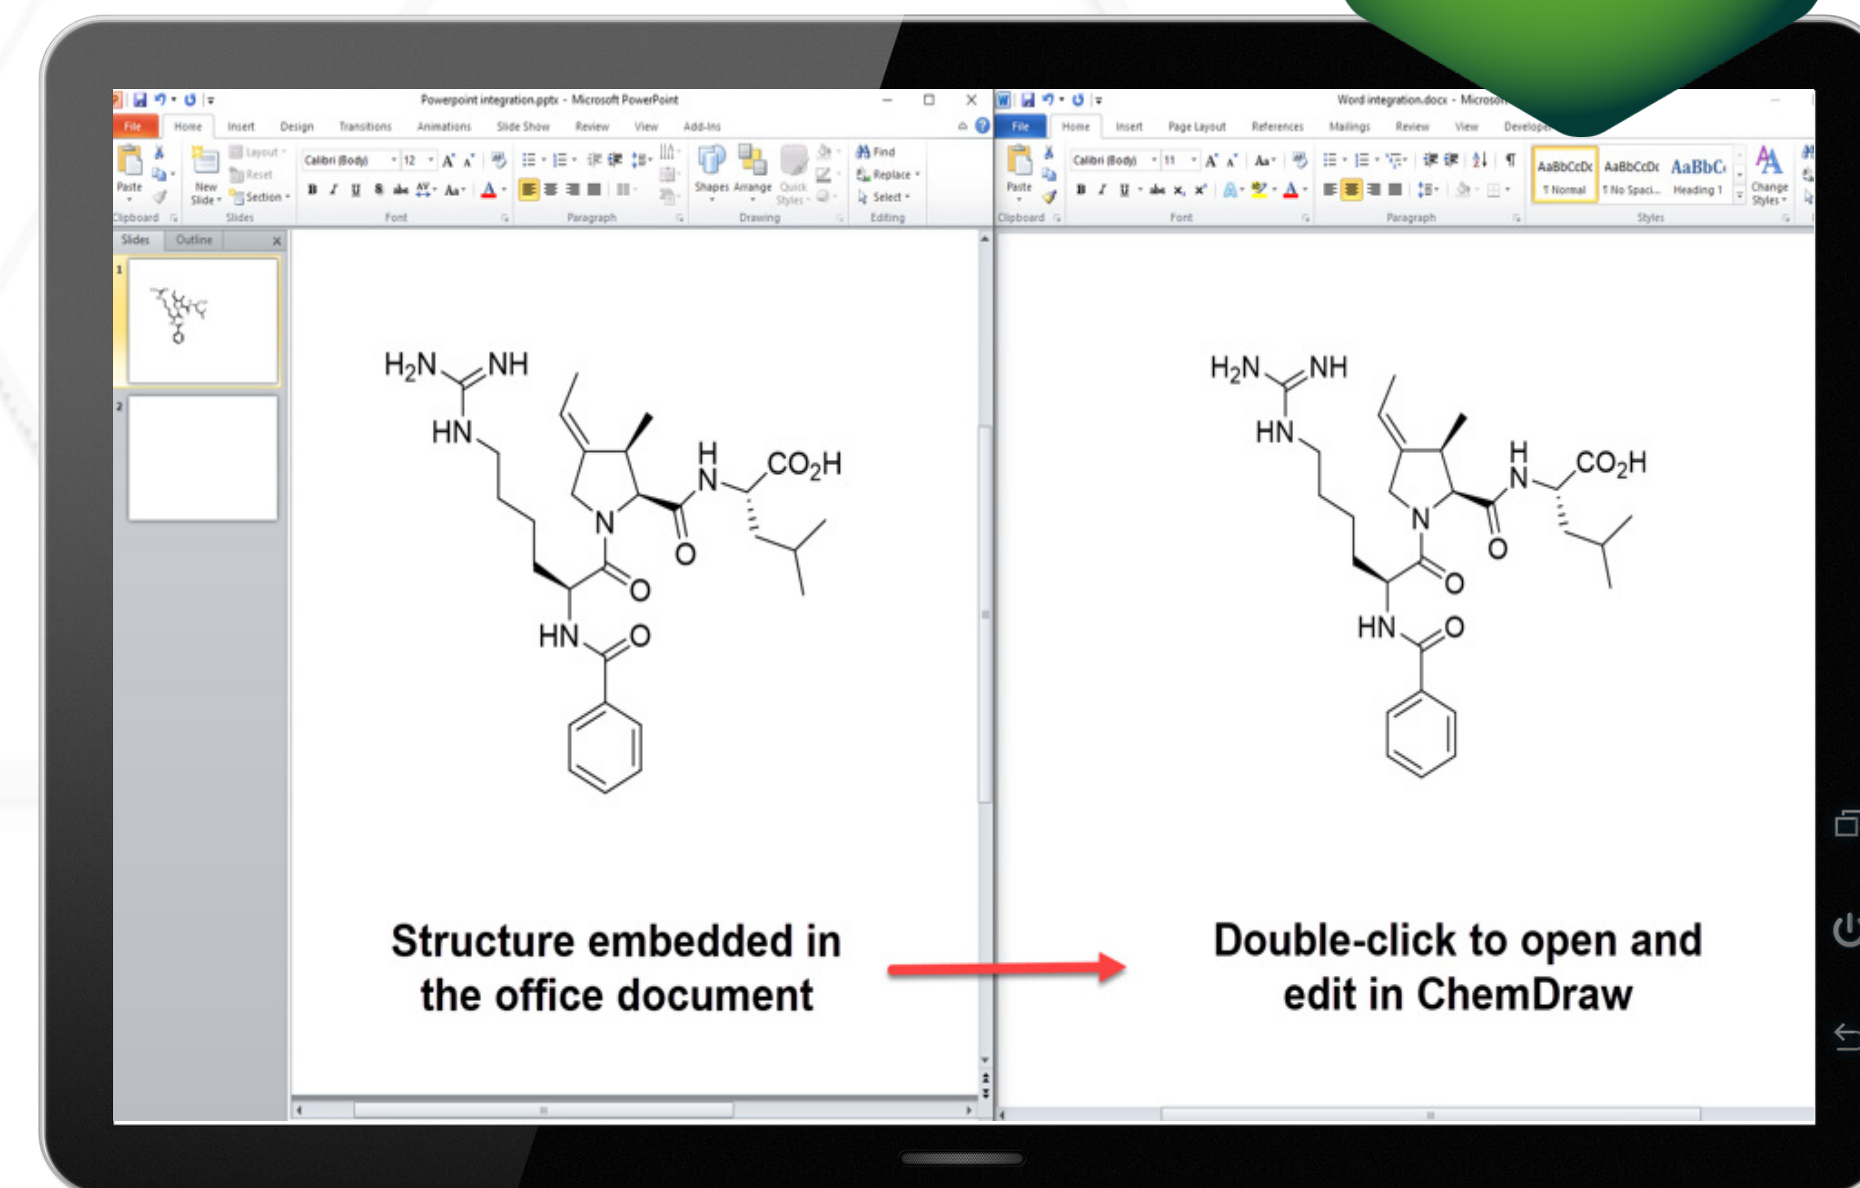 Powerpoint integration.pptx - Microsoft PowerPoint
File Home Insert Design Transitions Animations Slide Show Review View Add-Ins
Calibri (Body) 12
Layout
Reset
Section
Paste
New
Slide
Shapes Arrange Quick
Styles
Find
Replace
Select
Clipboard Slides Font Paragraph Drawing Editing
Slides Outline
1
2
H2N NH
HN
H
N
CO2H
N
O
O
HN O
Structure embedded in
the office document
Word integration.docx - Microso
File Home Insert Page Layout References Mailings Review View Develope
Calibri (Body) 11
Paste
AaBbCcDc AaBbCcDc AaBbC
¶ Normal ¶ No Spaci... Heading 1
Change
Styles
Clipboard Font Paragraph Styles
H2N NH
HN
H
N
CO2H
N
O
O
HN O
Double-click to open and
edit in ChemDraw